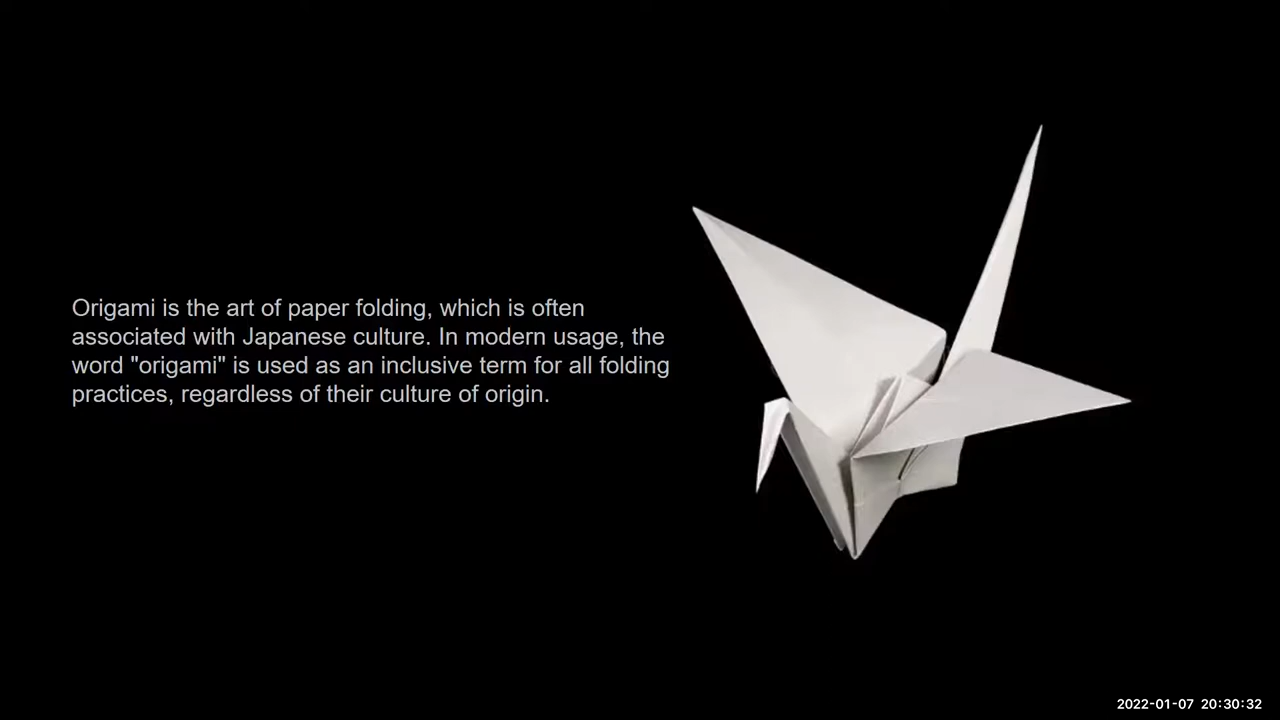 Origami is the art of paper folding, which is often
associated with Japanese culture. In modern usage, the
word "origami" is used as an inclusive term for all folding
practices, regardless of their culture of origin.
2022-01-07 20:30:32